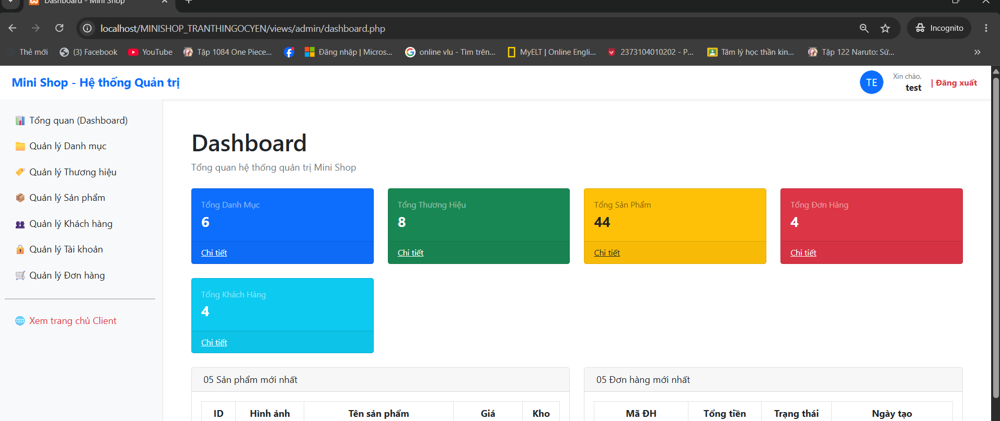 Dashboard - Mini Shop
localhost/MINISHOP_TRANTHINGOCYEN/views/admin/dashboard.php
Incognito
Thẻ mới
(3) Facebook
YouTube
Tập 1084 One Piece...
Đăng nhập | Micros...
online vlu - Tìm trên...
MyELT | Online Engli...
2373104010202 - P...
Tâm lý học thần kin...
Tập 122 Naruto: Sứ...
Mini Shop - Hệ thống Quản trị
TE
Xin chào,
test
| Đăng xuất
Tổng quan (Dashboard)
Quản lý Danh mục
Quản lý Thương hiệu
Quản lý Sản phẩm
Quản lý Khách hàng
Quản lý Tài khoản
Quản lý Đơn hàng
Xem trang chủ Client
Dashboard
Tổng quan hệ thống quản trị Mini Shop
Tổng Danh Mục
6
Chi tiết
Tổng Thương Hiệu
8
Chi tiết
Tổng Sản Phẩm
44
Chi tiết
Tổng Đơn Hàng
4
Chi tiết
Tổng Khách Hàng
4
Chi tiết
05 Sản phẩm mới nhất
ID Hình ảnh Tên sản phẩm Giá Kho
05 Đơn hàng mới nhất
Mã ĐH Tổng tiền Trạng thái Ngày tạo